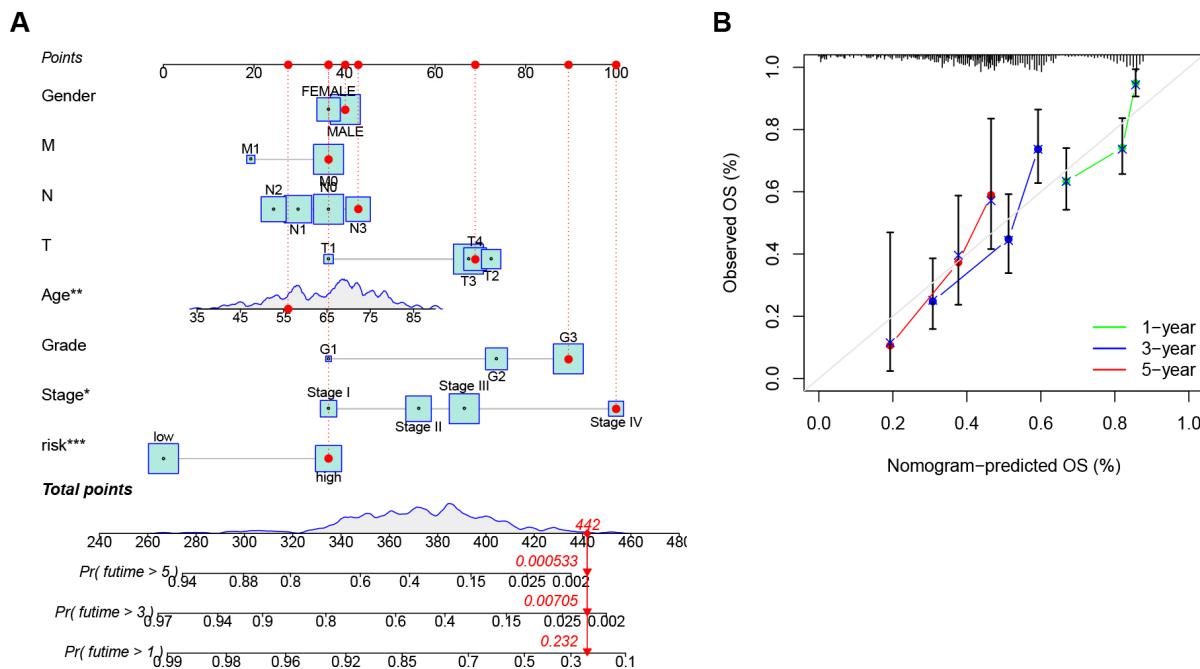 A
Points
0 20 40 60 80 100
Gender
FEMALE
MALE
M
M1
M0
N
N2
N0
N1
N3
T
T1
T4
T3
T2
Age**
35 45 55 65 75 85
Grade
G1
G3
G2
Stage*
Stage I
Stage III
Stage II
Stage IV
risk***
low
high
Total points
442
240 260 280 300 320 340 360 380 400 420 440 460 480
0.000533
Pr( futime > 5 )
0.94 0.88 0.8 0.6 0.4 0.15 0.025 0.002
0.00705
Pr( futime > 3 )
0.97 0.94 0.9 0.8 0.6 0.4 0.15 0.025 0.002
0.232
Pr( futime > 1 )
0.99 0.98 0.96 0.92 0.85 0.7 0.5 0.3 0.1
B
Observed OS (%)
1.0
0.8
0.6
0.4
0.2
0.0
1−year
3−year
5−year
0.0 0.2 0.4 0.6 0.8 1.0
Nomogram−predicted OS (%)